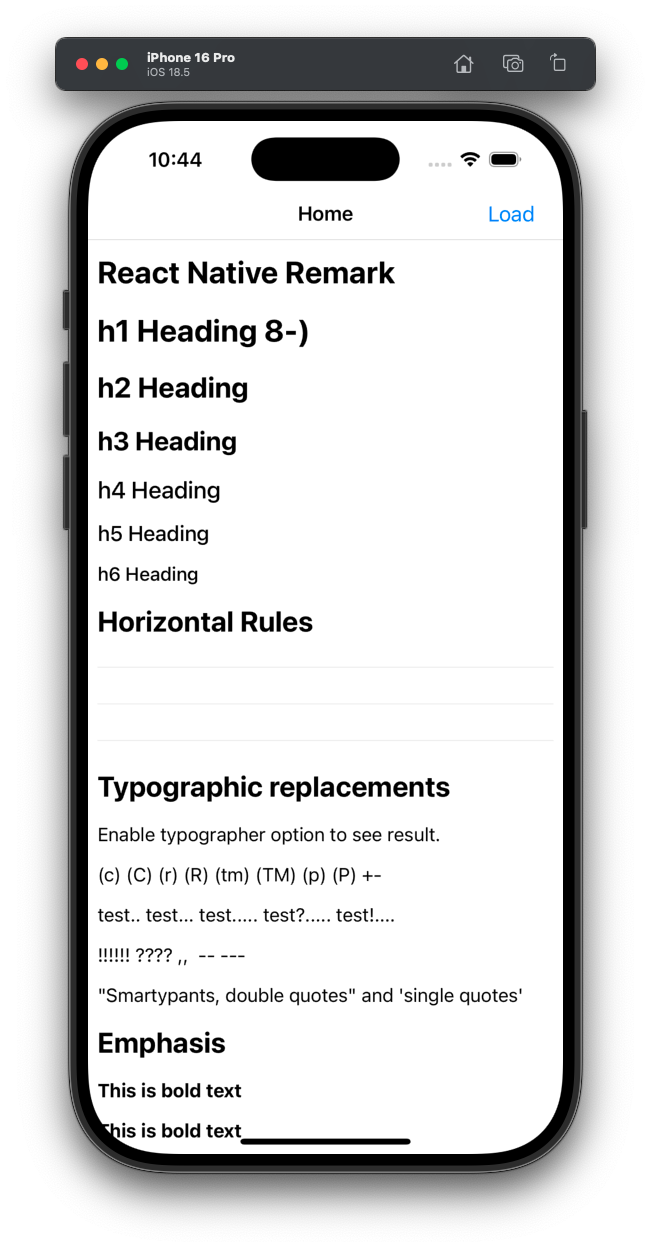 iPhone 16 Pro
iOS 18.5
10:44
Home
Load
React Native Remark
h1 Heading 8-)
h2 Heading
h3 Heading
h4 Heading
h5 Heading
h6 Heading
Horizontal Rules
Typographic replacements
Enable typographer option to see result.
(c) (C) (r) (R) (tm) (TM) (p) (P) +-
test.. test... test..... test?..... test!....
!!!!!! ???? ,,  -- ---
"Smartypants, double quotes" and 'single quotes'
Emphasis
This is bold text
This is bold text